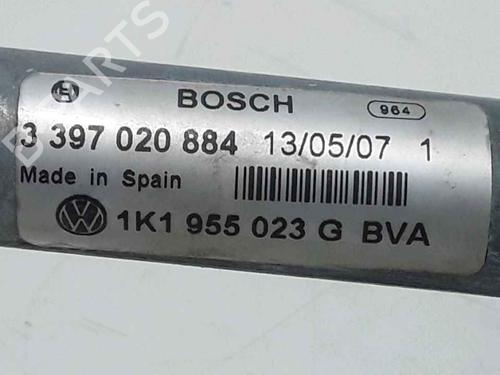 BOSCH 964
3 397 020 884 13/05/07 1
Made in Spain
1K1 955 023 G BVA